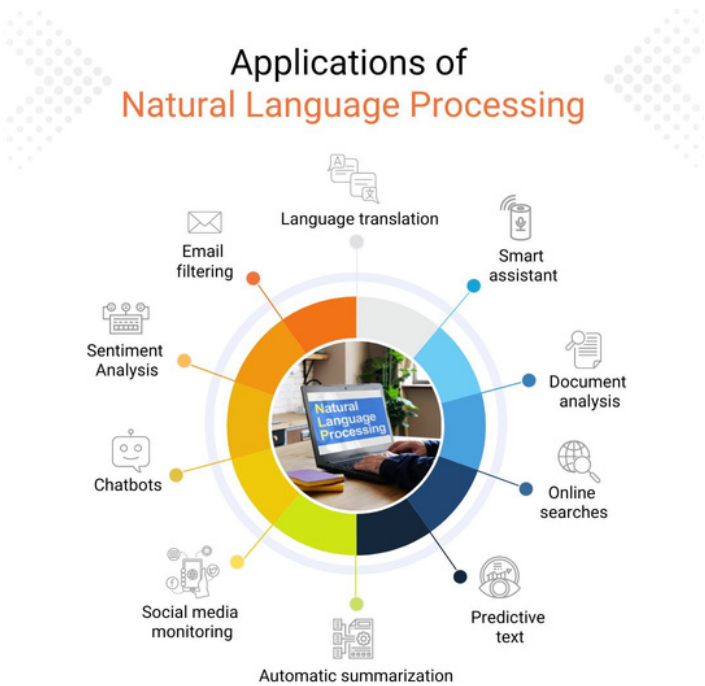 Applications of
Natural Language Processing
Language translation
Smart
assistant
Document
analysis
Online
searches
Predictive
text
Automatic summarization
Social media
monitoring
Chatbots
Sentiment
Analysis
Email
filtering
Natural
Language
Processing